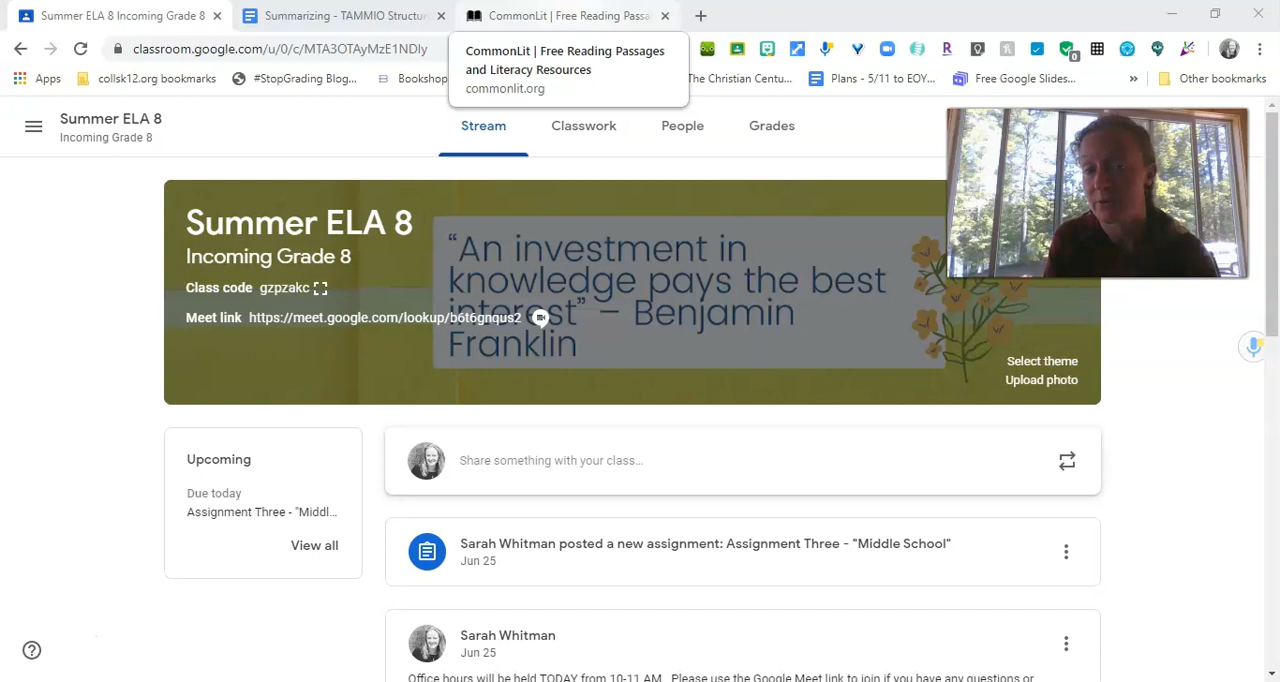 Summer ELA 8 Incoming Grade 8
Summarizing - TAMMIO Structur
CommonLit | Free Reading Passa
classroom.google.com/u/0/c/MTA3OTAyMzE1NDIy
CommonLit | Free Reading Passages
and Literacy Resources
commonlit.org
0
Apps
collsk12.org bookmarks
#StopGrading Blog...
Bookshop
The Christian Centu...
Plans - 5/11 to EOY...
Free Google Slides...
»
Other bookmarks
Summer ELA 8
Incoming Grade 8
Stream
Classwork
People
Grades
Summer ELA 8
Incoming Grade 8
Class code gzpzakc
Meet link https://meet.google.com/lookup/b6t6gnqus2
“An investment in
knowledge pays the best
interest” – Benjamin
Franklin
Select theme
Upload photo
Upcoming
Due today
Assignment Three - "Middl...
View all
Share something with your class...
Sarah Whitman posted a new assignment: Assignment Three - "Middle School"
Jun 25
Sarah Whitman
Jun 25
Office hours will be held TODAY from 10-11 AM. Please use the Google Meet link to join if you have any questions or